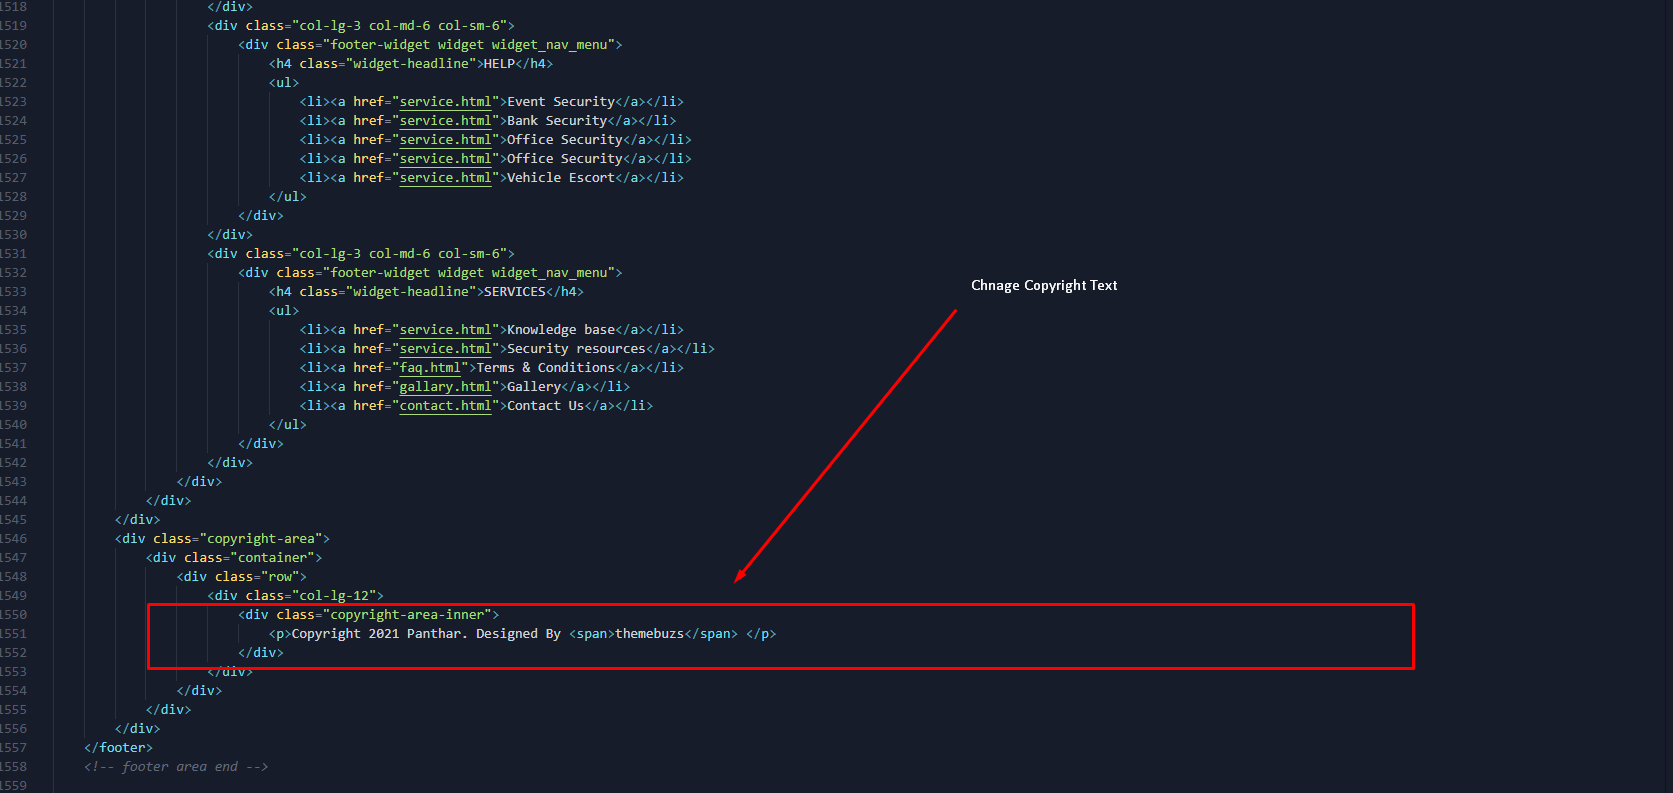 1518 </div>
1519 <div class="col-lg-3 col-md-6 col-sm-6">
1520 <div class="footer-widget widget widget_nav_menu">
1521 <h4 class="widget-headline">HELP</h4>
1522 <ul>
1523 <li><a href="service.html">Event Security</a></li>
1524 <li><a href="service.html">Bank Security</a></li>
1525 <li><a href="service.html">Office Security</a></li>
1526 <li><a href="service.html">Office Security</a></li>
1527 <li><a href="service.html">Vehicle Escort</a></li>
1528 </ul>
1529 </div>
1530 </div>
1531 <div class="col-lg-3 col-md-6 col-sm-6">
1532 <div class="footer-widget widget widget_nav_menu">
Chnage Copyright Text
1533 <h4 class="widget-headline">SERVICES</h4>
1534 <ul>
1535 <li><a href="service.html">Knowledge base</a></li>
1536 <li><a href="service.html">Security resources</a></li>
1537 <li><a href="faq.html">Terms & Conditions</a></li>
1538 <li><a href="gallary.html">Gallery</a></li>
1539 <li><a href="contact.html">Contact Us</a></li>
1540 </ul>
1541 </div>
1542 </div>
1543 </div>
1544 </div>
1545 </div>
1546 <div class="copyright-area">
1547 <div class="container">
1548 <div class="row">
1549 <div class="col-lg-12">
1550 <div class="copyright-area-inner">
1551 <p>Copyright 2021 Panthar. Designed By <span>themebuzs</span> </p>
1552 </div>
1553 </div>
1554 </div>
1555 </div>
1556 </div>
1557 </footer>
1558 <!-- footer area end -->
1559